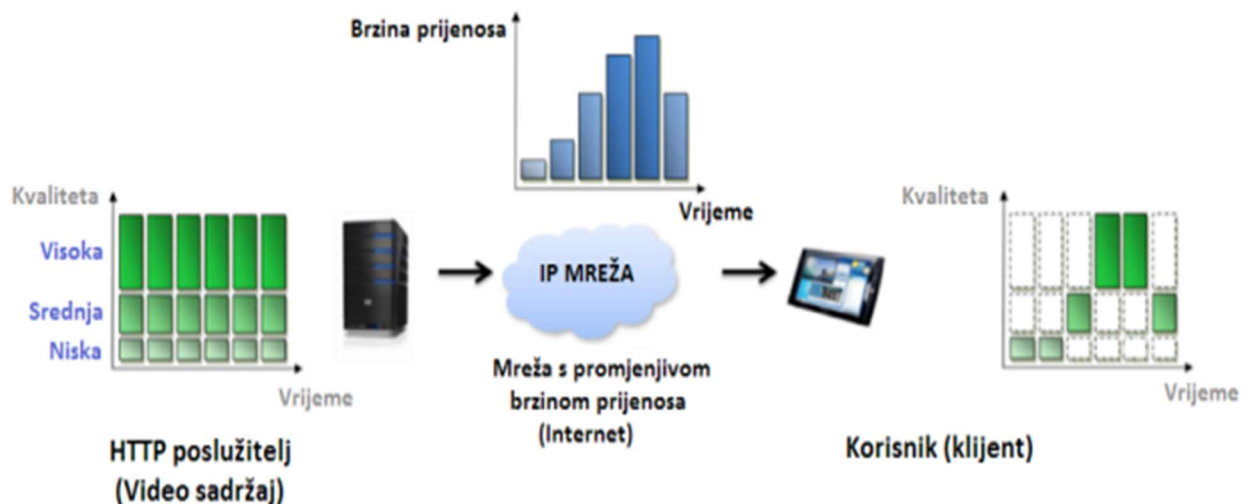 Brzina prijenosa
Vrijeme
Kvaliteta
Visoka
Srednja
Niska
Vrijeme
HTTP poslužitelj
(Video sadržaj)
IP MREŽA
Mreža s promjenjivom
brzinom prijenosa
(Internet)
Kvaliteta
Vrijeme
Korisnik (klijent)